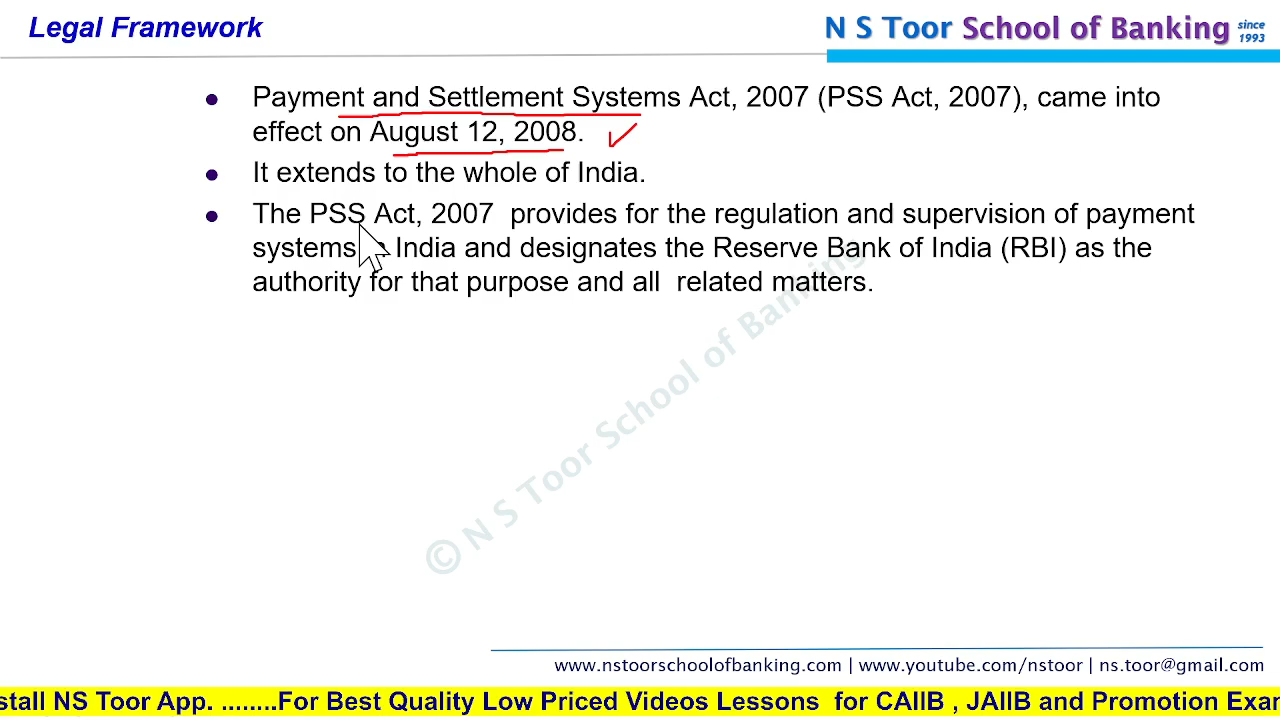 Legal Framework
N S Toor School of Banking since 1993
Payment and Settlement Systems Act, 2007 (PSS Act, 2007), came into
effect on August 12, 2008.
It extends to the whole of India.
The PSS Act, 2007 provides for the regulation and supervision of payment
systems India and designates the Reserve Bank of India (RBI) as the
authority for that purpose and all related matters.
© N S Toor School of Banking
www.nstoorschoolofbanking.com | www.youtube.com/nstoor | ns.toor@gmail.com
stall NS Toor App. ........For Best Quality Low Priced Videos Lessons for CAIIB , JAIIB and Promotion Exam